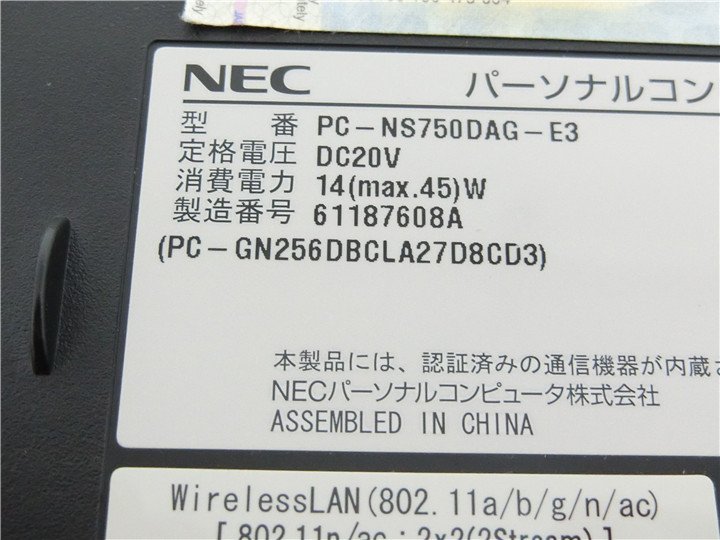 NEC パーソナルコン
型 番 PC-NS750DAG-E3
定格電圧 DC20V
消費電力 14(max.45)W
製造番号 61187608A
(PC-GN256DBCLA27D8CD3)
本製品には、認証済みの通信機器が内蔵
NECパーソナルコンピュータ株式会社
ASSEMBLED IN CHINA
WirelessLAN(802.11a/b/g/n/ac)
[ 802.11n/ac : 2x2(2Stream) ]